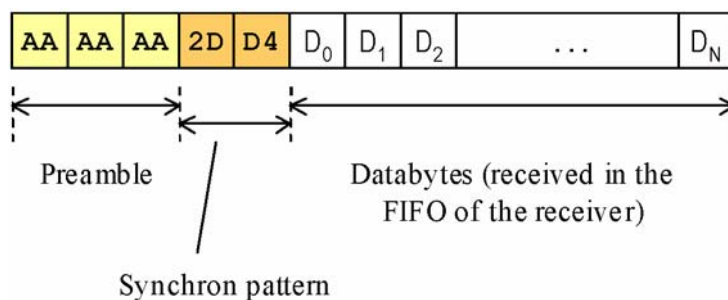 AA AA AA 2D D4 D₀ D₁ D₂ ... D_N
Preamble
Databytes (received in the
FIFO of the receiver)
Synchron pattern